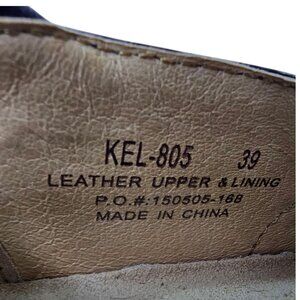 KEL-805 39
LEATHER UPPER & LINING
P.O.#:150505-168
MADE IN CHINA